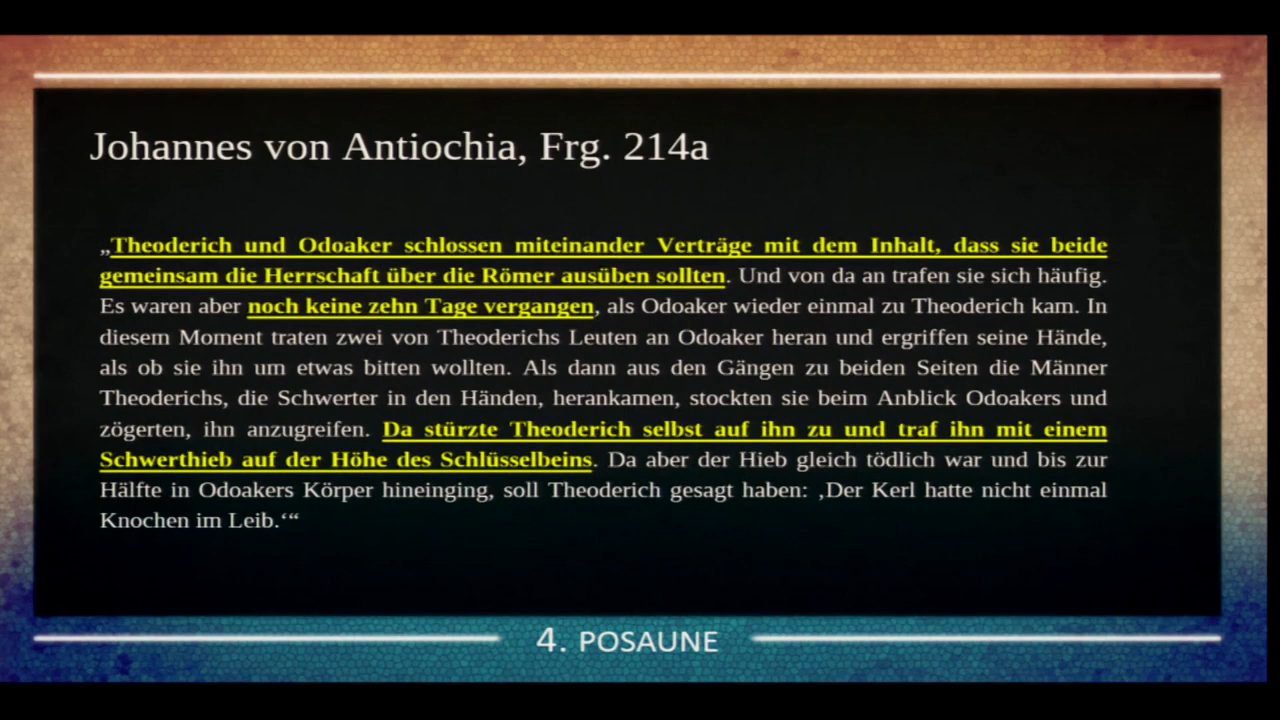 Johannes von Antiochia, Frg. 214a
„Theoderich und Odoaker schlossen miteinander Verträge mit dem Inhalt, dass sie beide
gemeinsam die Herrschaft über die Römer ausüben sollten. Und von da an trafen sie sich häufig.
Es waren aber noch keine zehn Tage vergangen, als Odoaker wieder einmal zu Theoderich kam. In
diesem Moment traten zwei von Theoderichs Leuten an Odoaker heran und ergriffen seine Hände,
als ob sie ihn um etwas bitten wollten. Als dann aus den Gängen zu beiden Seiten die Männer
Theoderichs, die Schwerter in den Händen, herankamen, stockten sie beim Anblick Odoakers und
zögerten, ihn anzugreifen. Da stürzte Theoderich selbst auf ihn zu und traf ihn mit einem
Schwerthieb auf der Höhe des Schlüsselbeins. Da aber der Hieb gleich tödlich war und bis zur
Hälfte in Odoakers Körper hineinging, soll Theoderich gesagt haben: ‚Der Kerl hatte nicht einmal
Knochen im Leib.‘“
4. POSAUNE